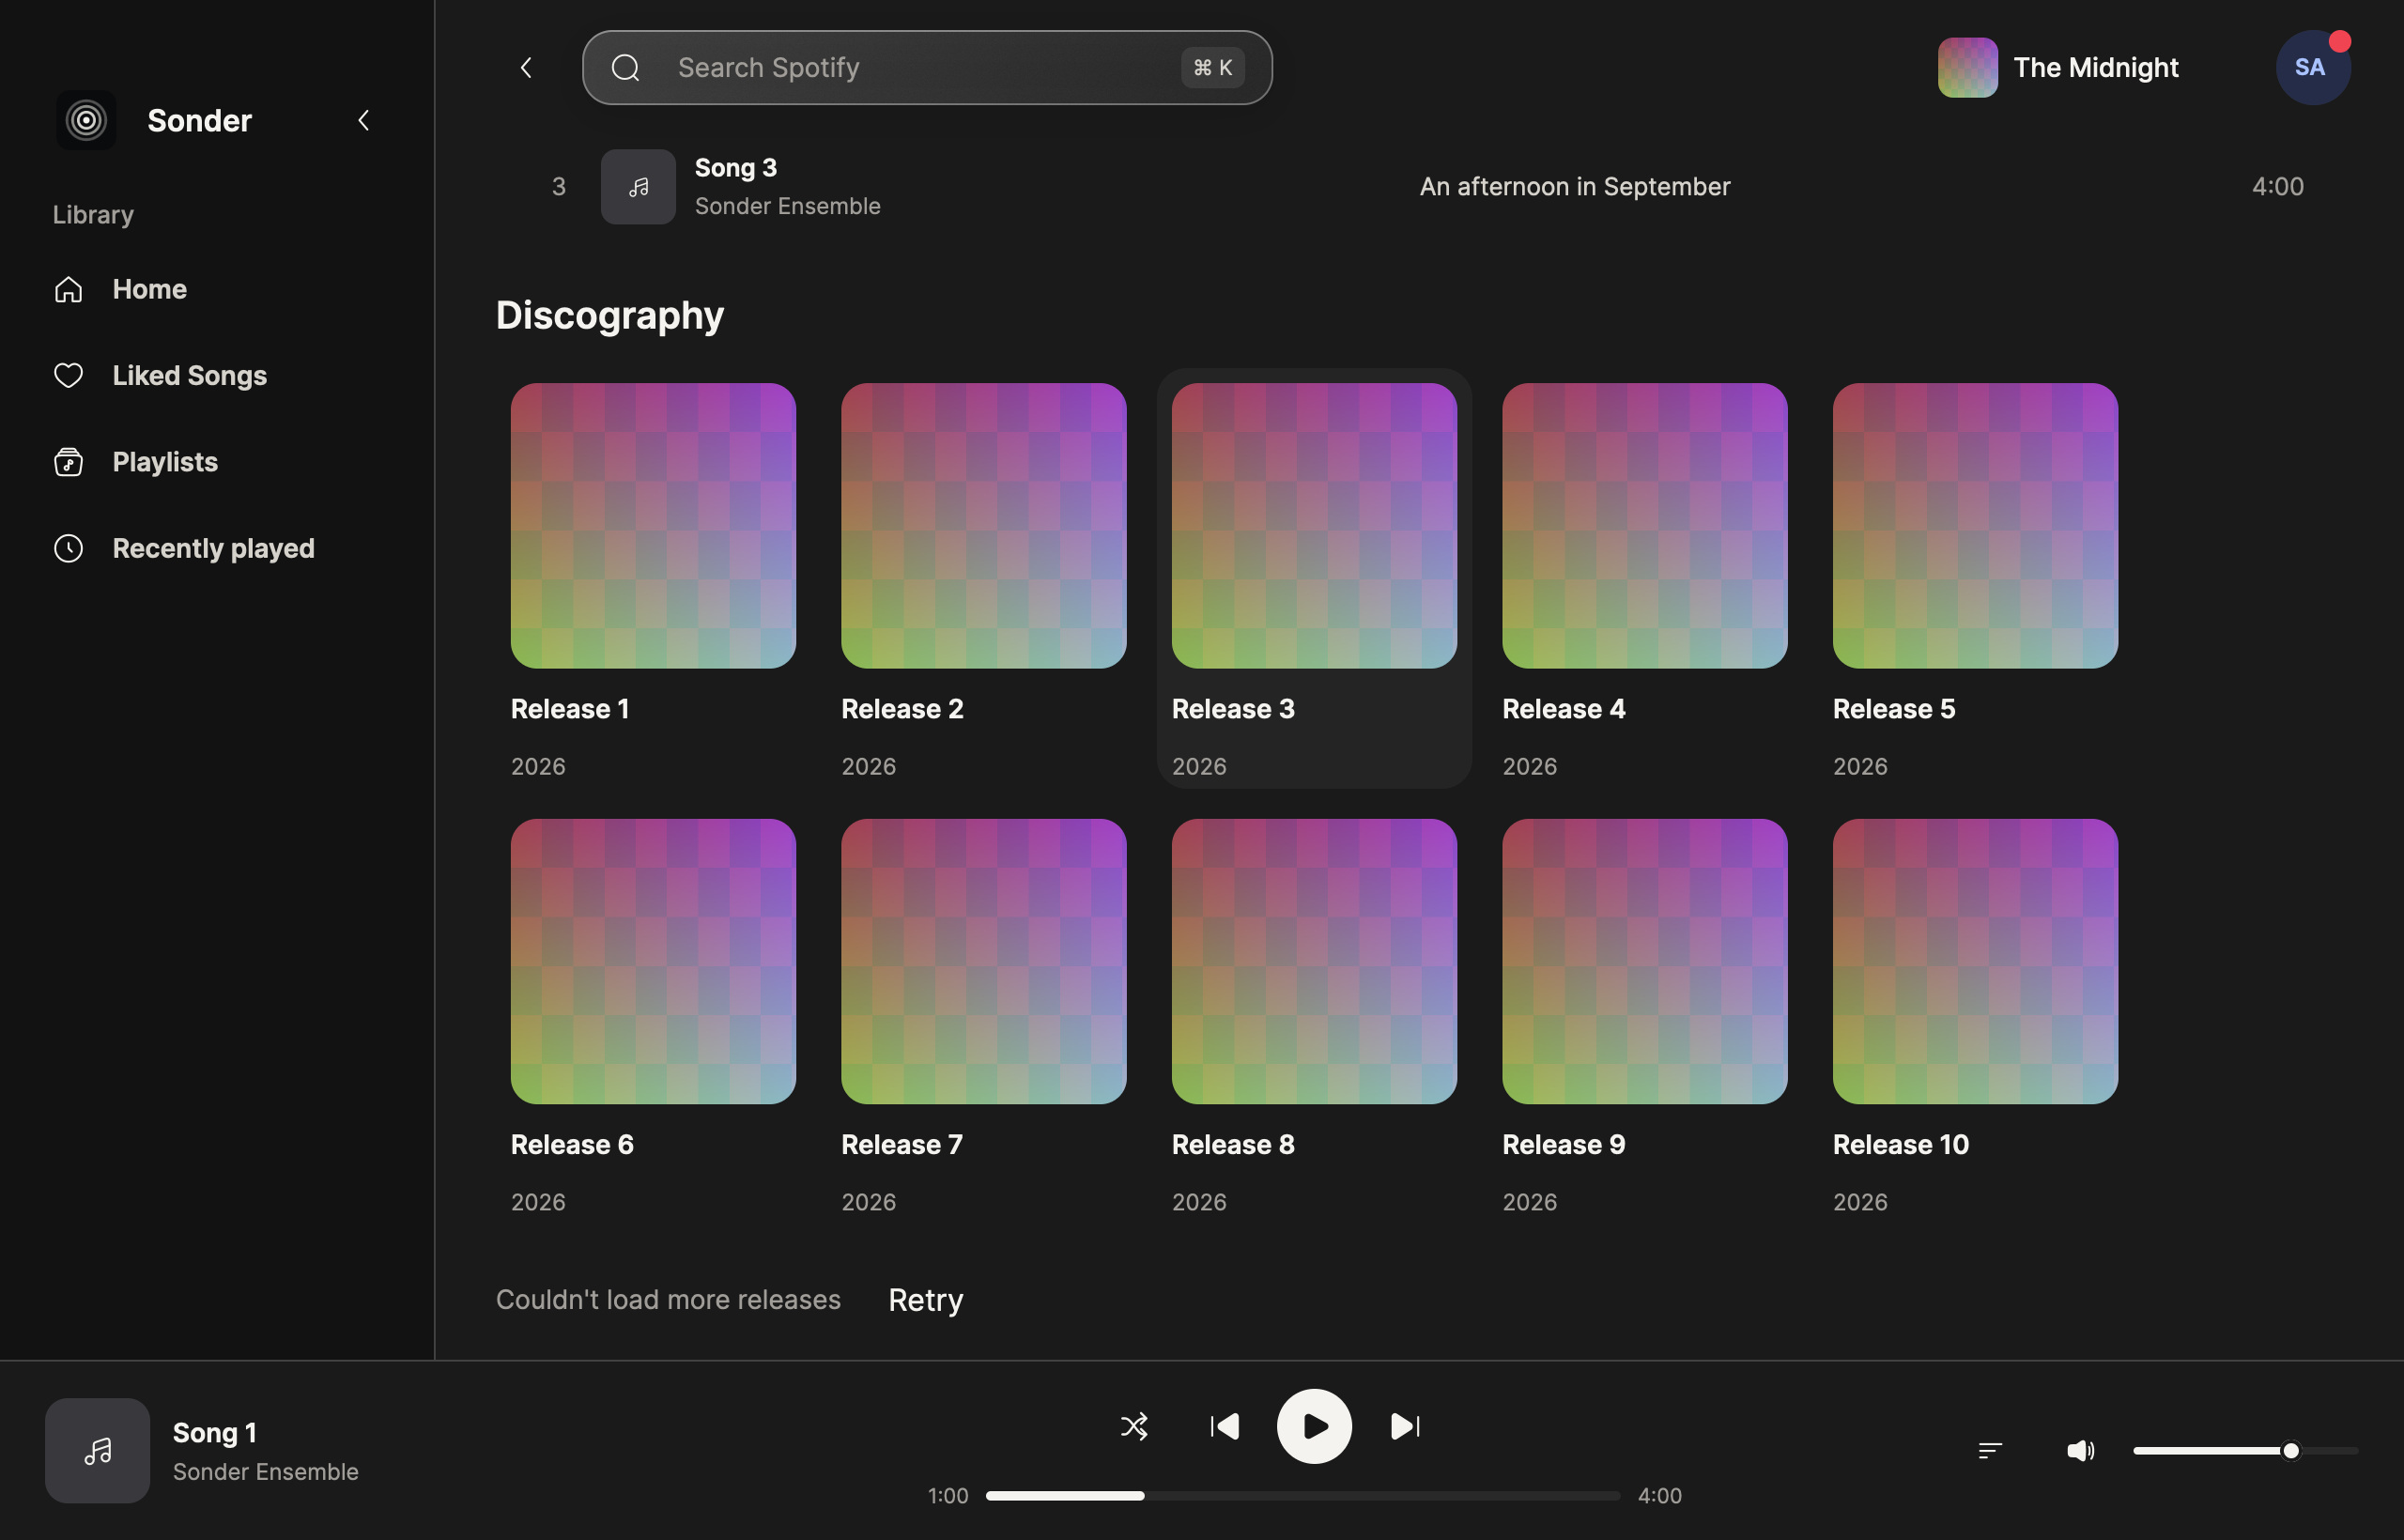 Sonder
Library
Home
Liked Songs
Playlists
Recently played
Search Spotify
⌘ K
The Midnight
SA
3
Song 3
Sonder Ensemble
An afternoon in September
4:00
Discography
Release 1
2026
Release 2
2026
Release 3
2026
Release 4
2026
Release 5
2026
Release 6
2026
Release 7
2026
Release 8
2026
Release 9
2026
Release 10
2026
Couldn't load more releases
Retry
Song 1
Sonder Ensemble
1:00
4:00